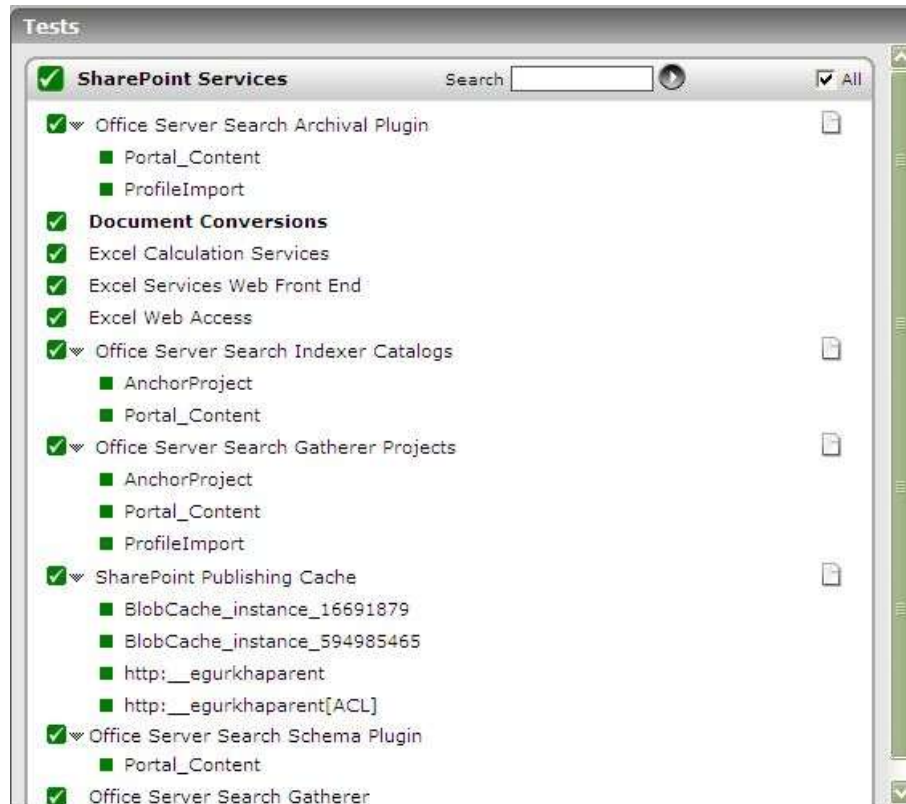 Tests
SharePoint Services Search All
Office Server Search Archival Plugin
Portal_Content
ProfileImport
Document Conversions
Excel Calculation Services
Excel Services Web Front End
Excel Web Access
Office Server Search Indexer Catalogs
AnchorProject
Portal_Content
Office Server Search Gatherer Projects
AnchorProject
Portal_Content
ProfileImport
SharePoint Publishing Cache
BlobCache_instance_16691879
BlobCache_instance_594985465
http:__egurkhaparent
http:__egurkhaparent[ACL]
Office Server Search Schema Plugin
Portal_Content
Office Server Search Gatherer